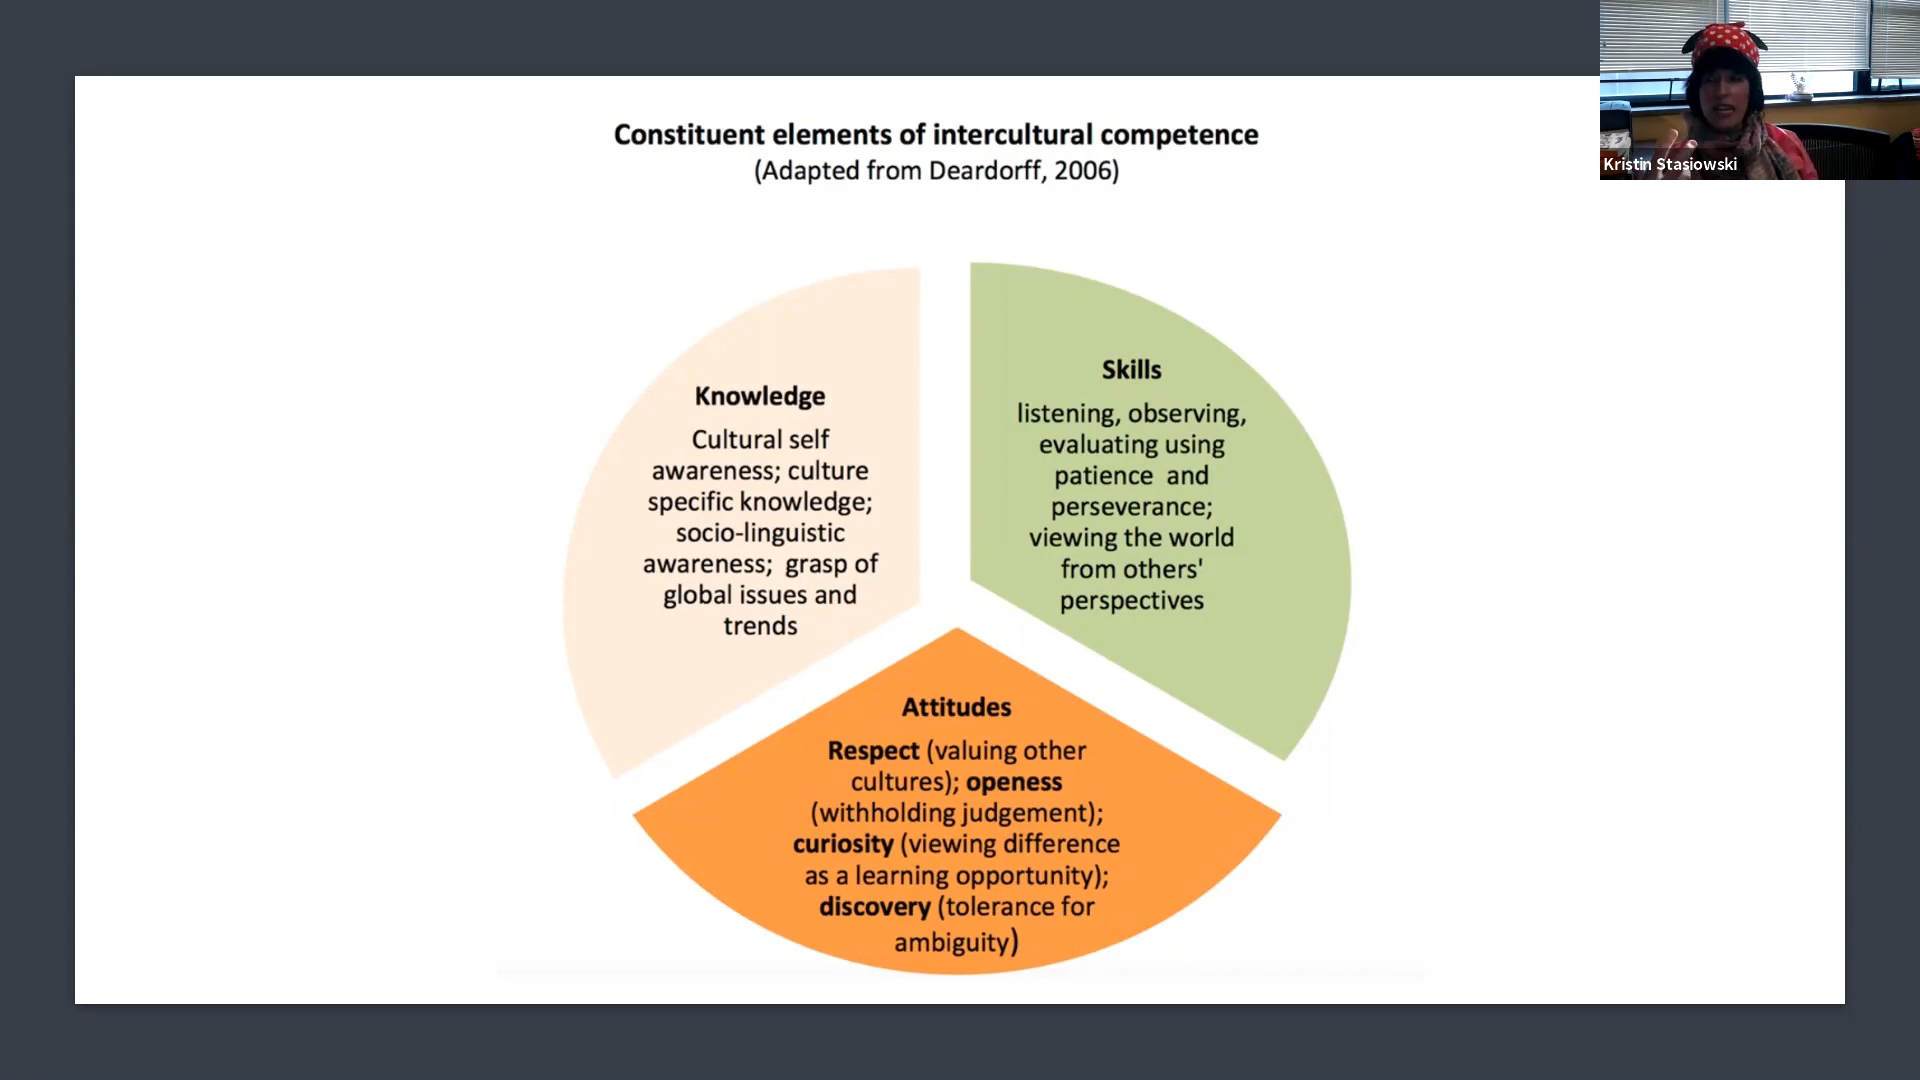 Constituent elements of intercultural competence
(Adapted from Deardorff, 2006)
Kristin Stasiowski
Knowledge
Cultural self
awareness; culture
specific knowledge;
socio-linguistic
awareness; grasp of
global issues and
trends
Skills
listening, observing,
evaluating using
patience and
perseverance;
viewing the world
from others'
perspectives
Attitudes
Respect (valuing other
cultures); openess
(withholding judgement);
curiosity (viewing difference
as a learning opportunity);
discovery (tolerance for
ambiguity)